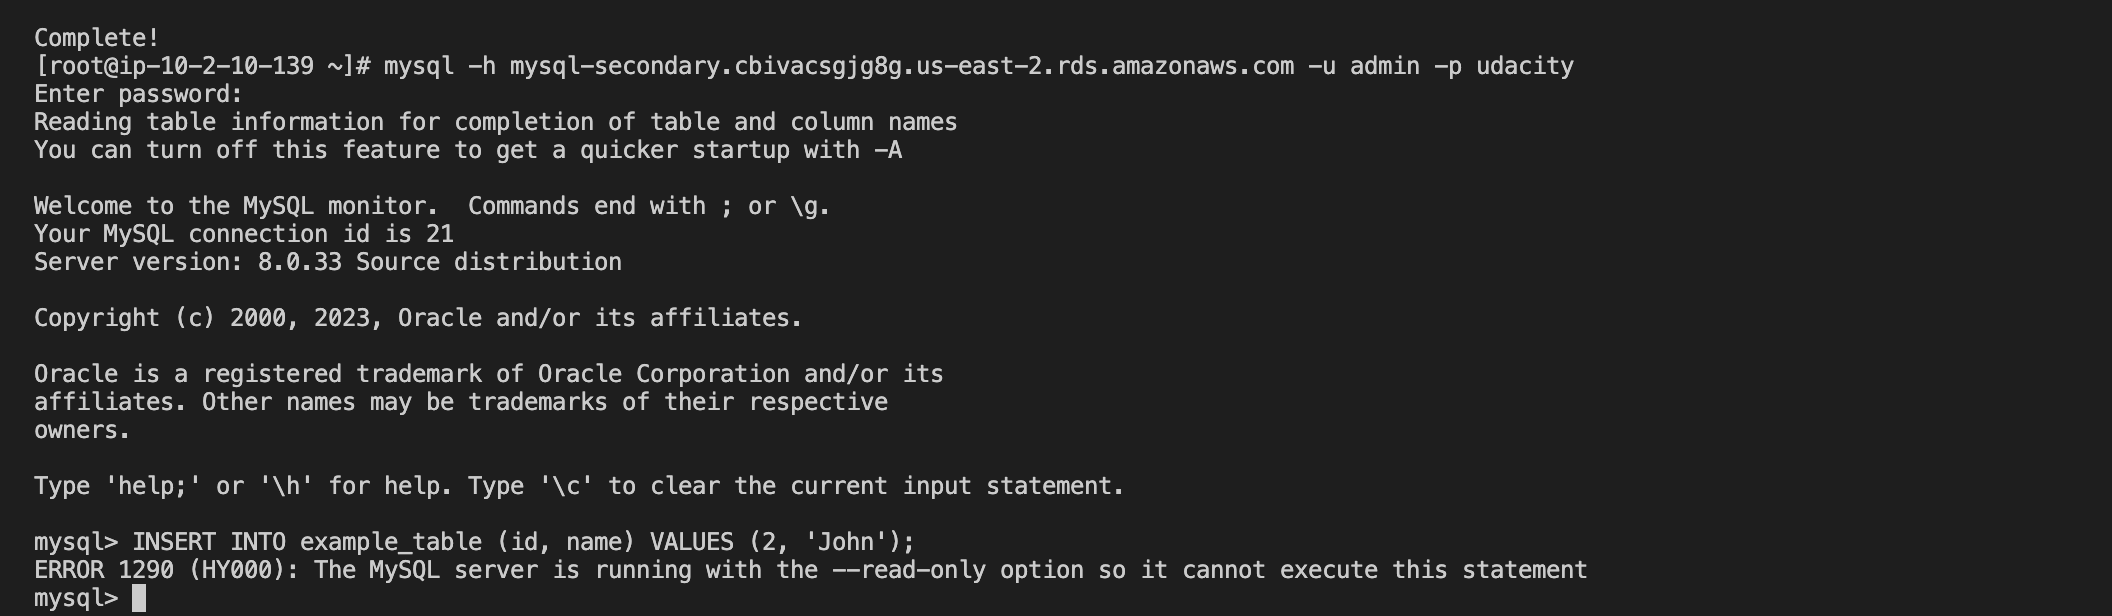 Complete!
[root@ip-10-2-10-139 ~]# mysql -h mysql-secondary.cbivacsgjg8g.us-east-2.rds.amazonaws.com -u admin -p udacity
Enter password:
Reading table information for completion of table and column names
You can turn off this feature to get a quicker startup with -A
Welcome to the MySQL monitor.  Commands end with ; or \g.
Your MySQL connection id is 21
Server version: 8.0.33 Source distribution
Copyright (c) 2000, 2023, Oracle and/or its affiliates.
Oracle is a registered trademark of Oracle Corporation and/or its
affiliates. Other names may be trademarks of their respective
owners.
Type 'help;' or '\h' for help. Type '\c' to clear the current input statement.
mysql> INSERT INTO example_table (id, name) VALUES (2, 'John');
ERROR 1290 (HY000): The MySQL server is running with the --read-only option so it cannot execute this statement
mysql>